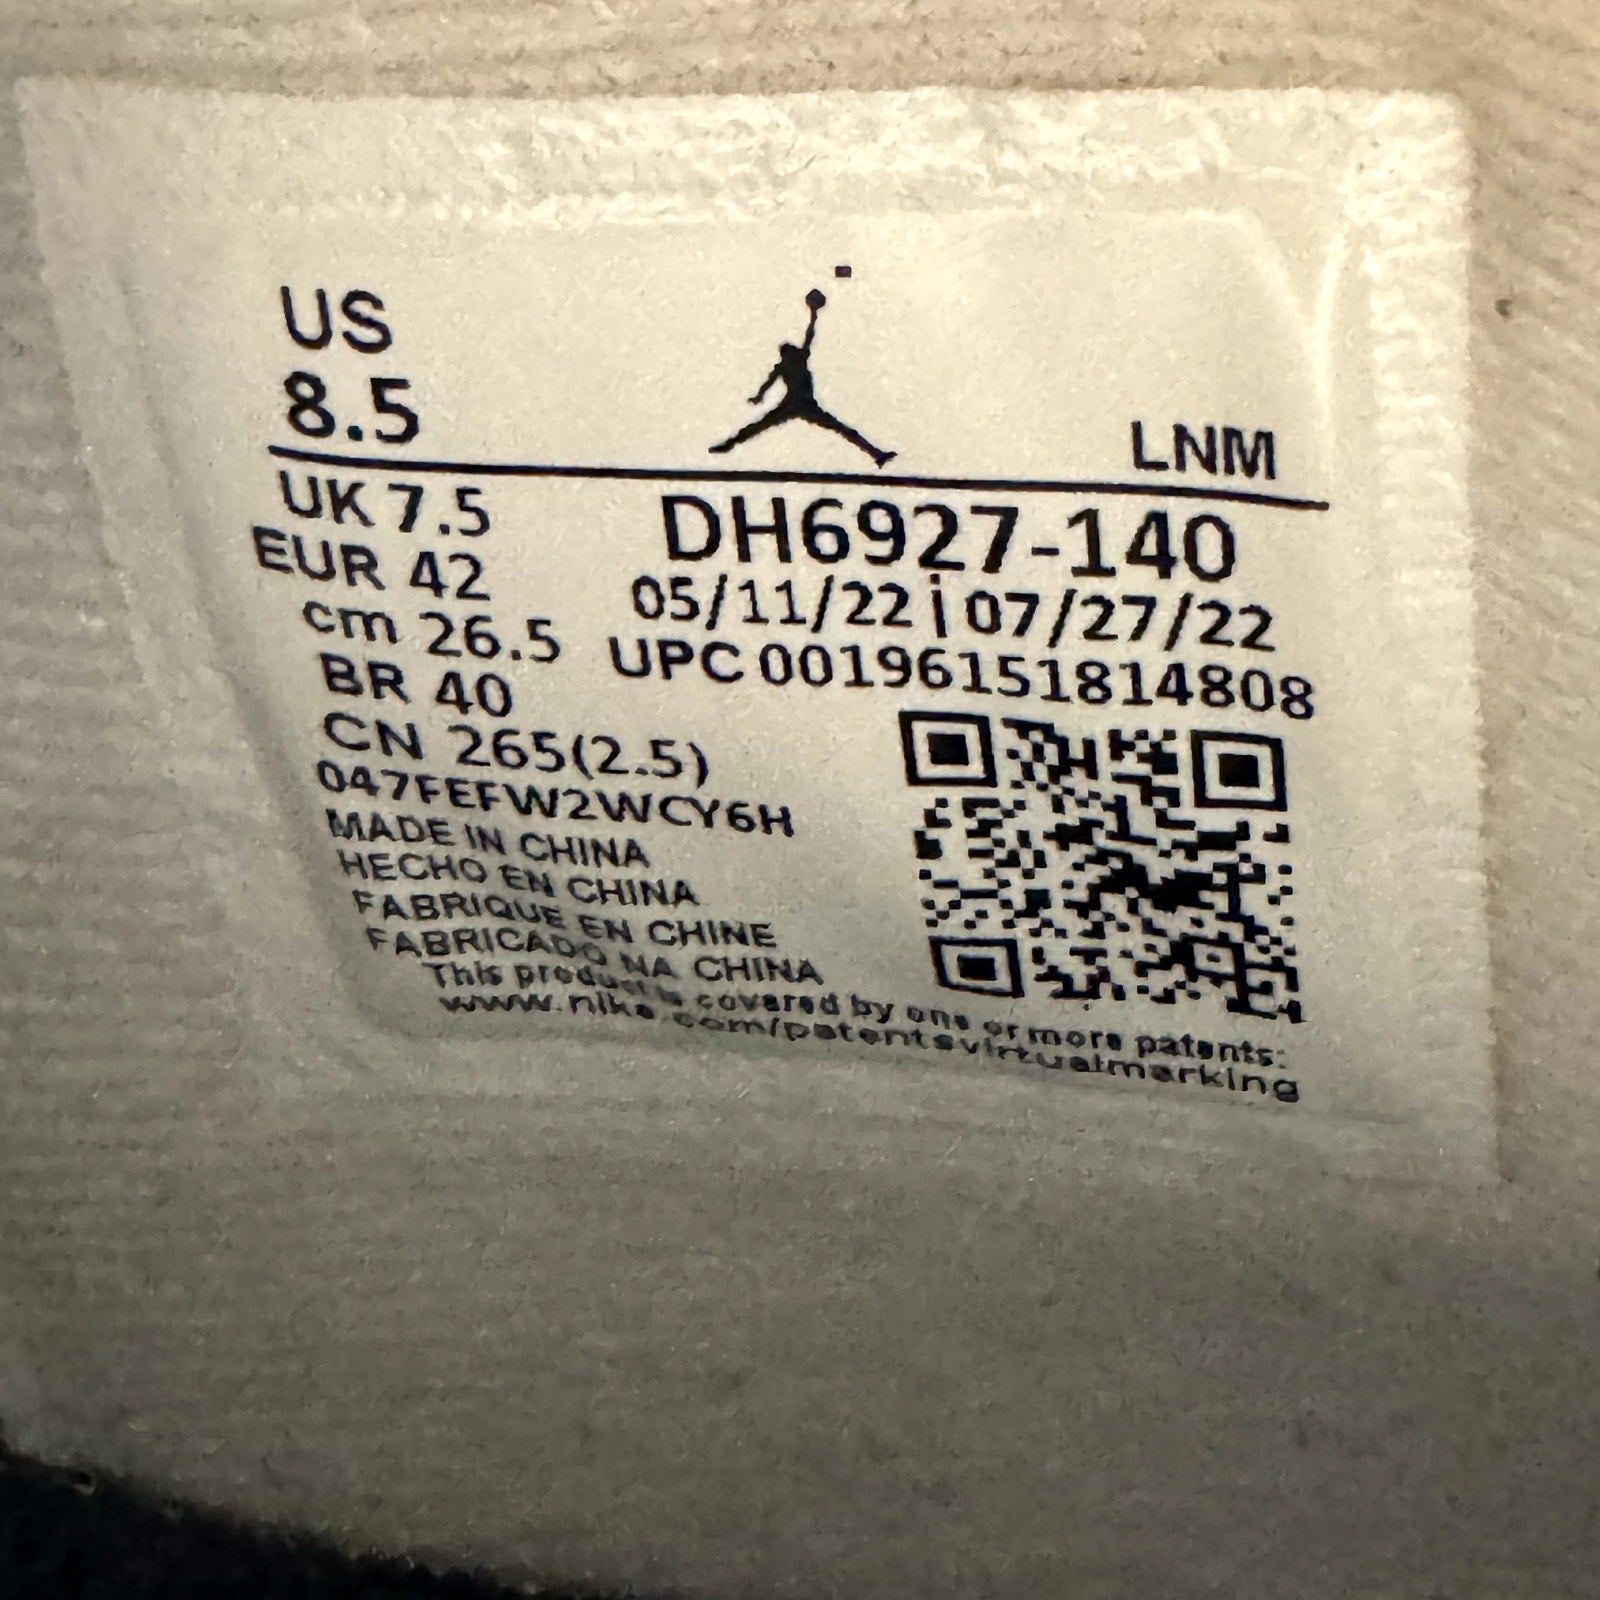 US
8.5
LNM
UK 7.5
DH6927-140
EUR 42
05/11/22 | 07/27/22
cm 26.5
UPC 00196151814808
BR 40
CN 265(2.5)
047FEFW2WCY6H
MADE IN CHINA
HECHO EN CHINA
FABRIQUE EN CHINE
FABRICADO NA CHINA
This product is covered by one or more patents:
www.nike.com/patentsvirtualmarking